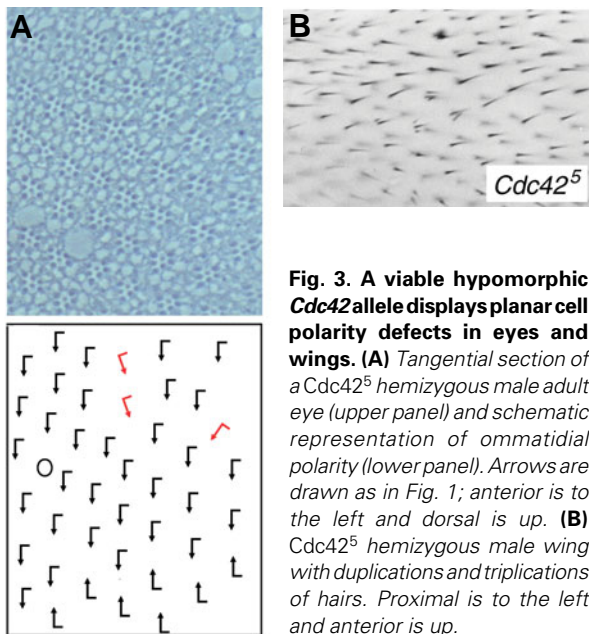 A
B
Cdc42⁵
Fig. 3. A viable hypomorphic
Cdc42 allele displays planar cell
polarity defects in eyes and
wings. (A) Tangential section of
a Cdc42⁵ hemizygous male adult
eye (upper panel) and schematic
representation of ommatidial
polarity (lower panel). Arrows are
drawn as in Fig. 1; anterior is to
the left and dorsal is up. (B)
Cdc42⁵ hemizygous male wing
with duplications and triplications
of hairs. Proximal is to the left
and anterior is up.